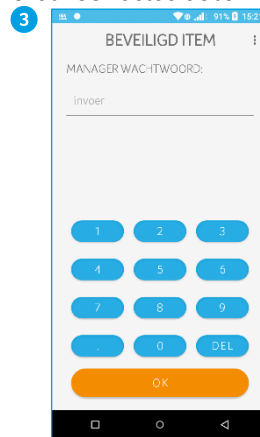 3
91% 15:21
BEVEILIGD ITEM
MANAGER WACHTWOORD:
invoer
1 2 3
4 5 6
7 8 9
. 0 DEL
OK